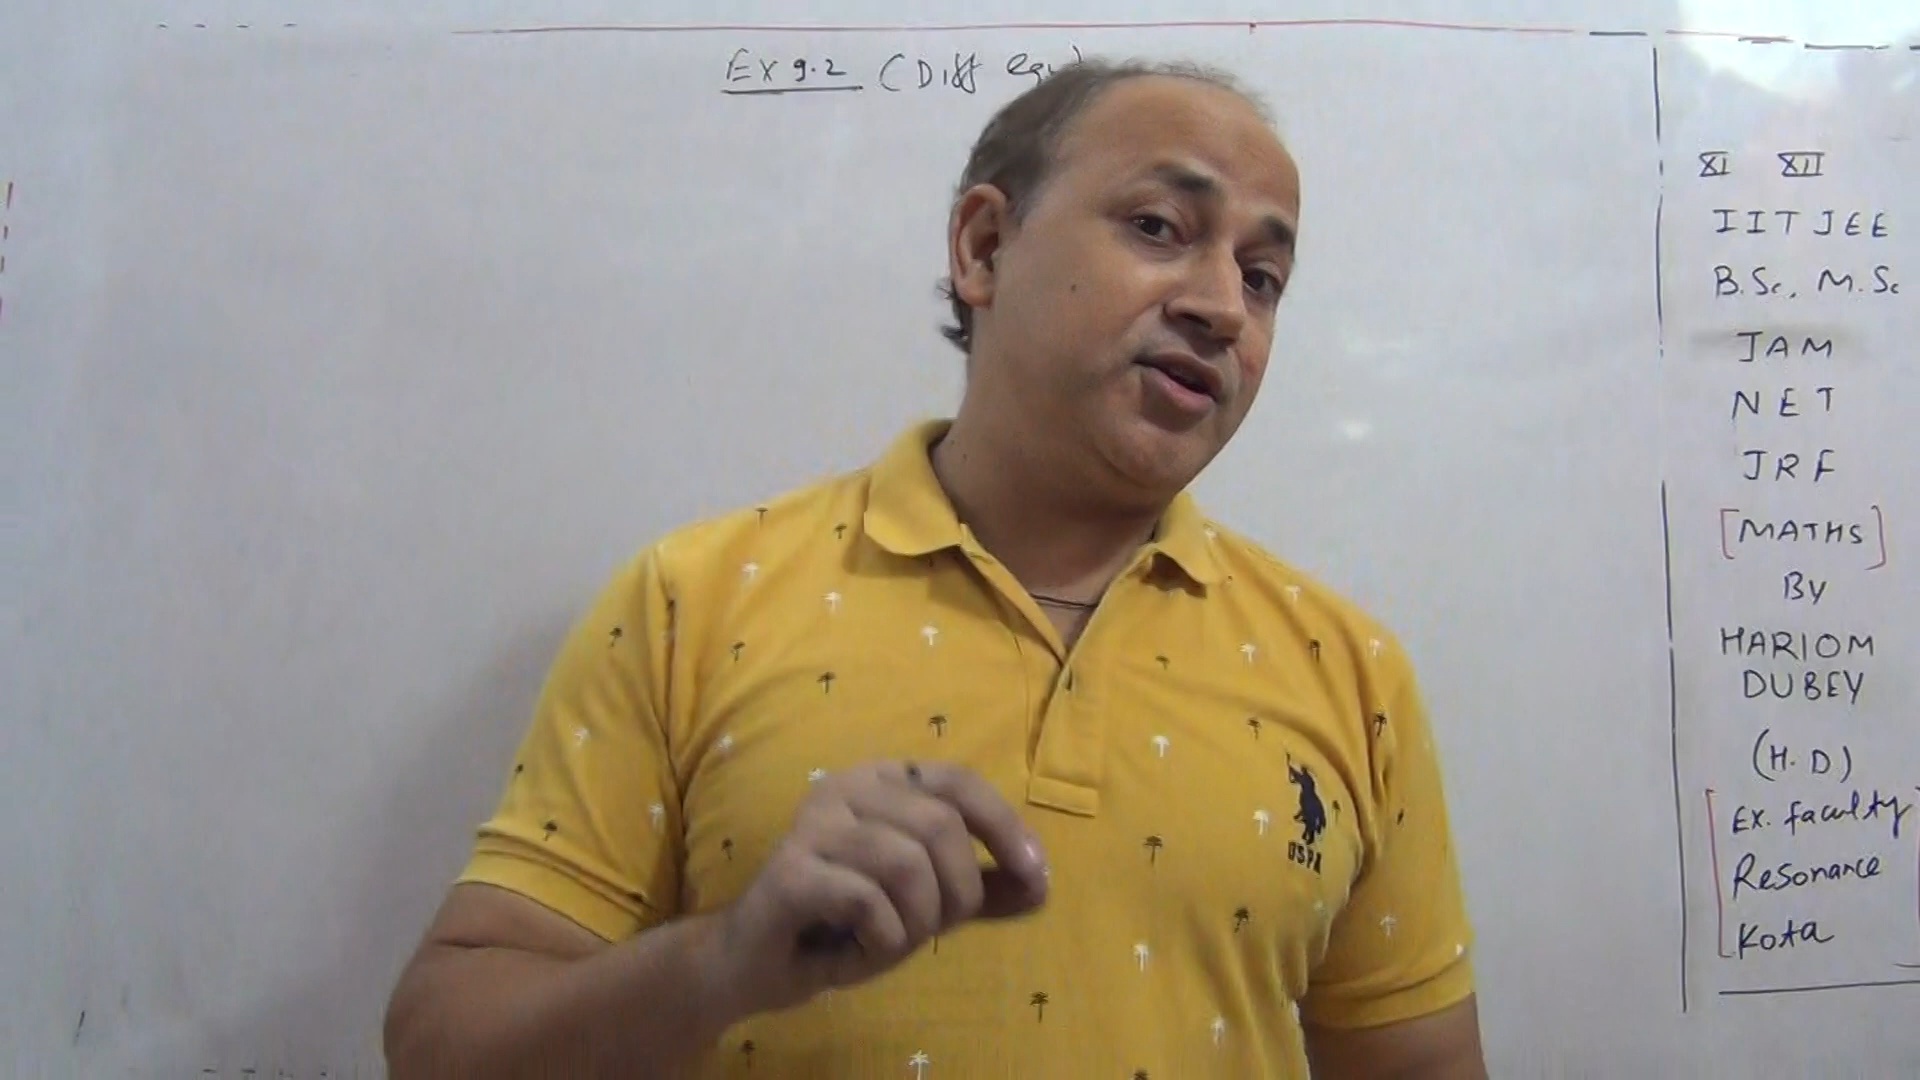 Ex 9.2 (Diff eqn)
XI XII
IIT JEE
B.Sc, M.Sc
JAM
NET
JRF
[MATHS]
By
HARIOM
DUBEY
(H.D)
Ex. faculty
Resonance
Kota
USPA